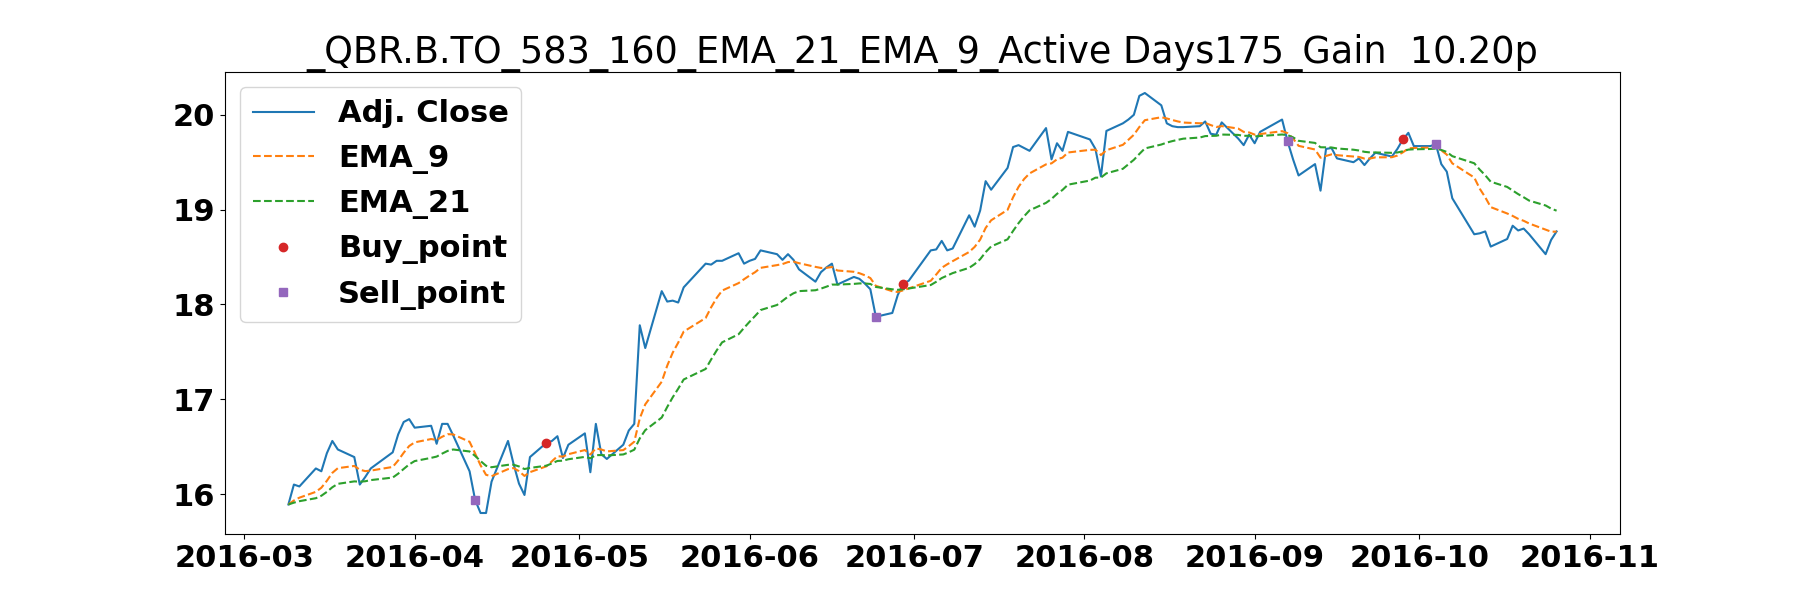 _QBR.B.TO_583_160_EMA_21_EMA_9_Active Days175_Gain  10.20p
Adj. Close
EMA_9
EMA_21
Buy_point
Sell_point
20
19
18
17
16
2016-03 2016-04 2016-05 2016-06 2016-07 2016-08 2016-09 2016-10 2016-11